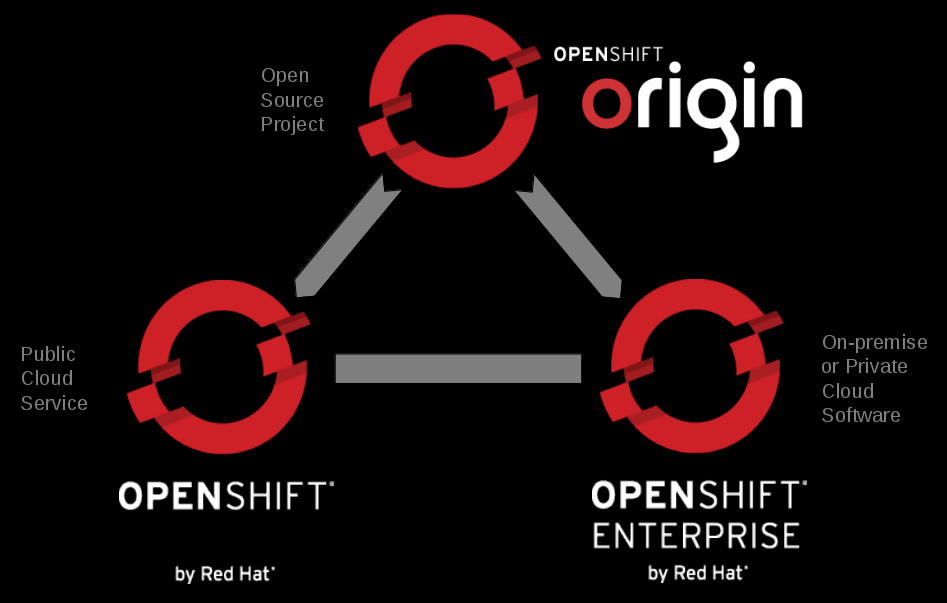 Open
Source
Project
OPENSHIFT
origin
Public
Cloud
Service
On-premise
or Private
Cloud
Software
OPENSHIFT
by Red Hat®
OPENSHIFT
ENTERPRISE
by Red Hat®